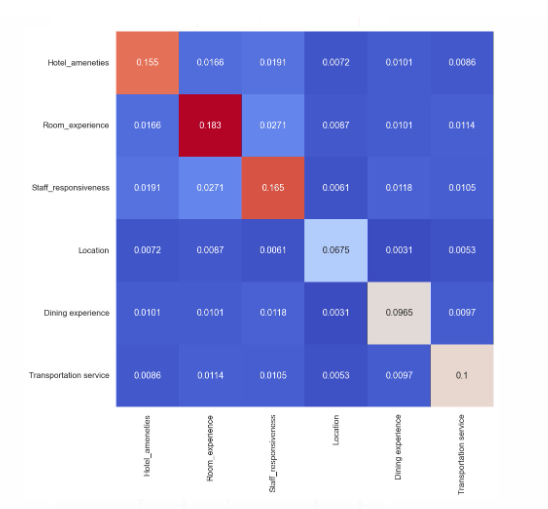 Hotel_ameneties 0.155 0.0166 0.0191 0.0072 0.0101 0.0086
Room_experience 0.0166 0.183 0.0271 0.0087 0.0101 0.0114
Staff_responsiveness 0.0191 0.0271 0.165 0.0061 0.0118 0.0105
Location 0.0072 0.0087 0.0061 0.0675 0.0031 0.0053
Dining experience 0.0101 0.0101 0.0118 0.0031 0.0965 0.0097
Transportation service 0.0086 0.0114 0.0105 0.0053 0.0097 0.1
Hotel_ameneties
Room_experience
Staff_responsiveness
Location
Dining experience
Transportation service